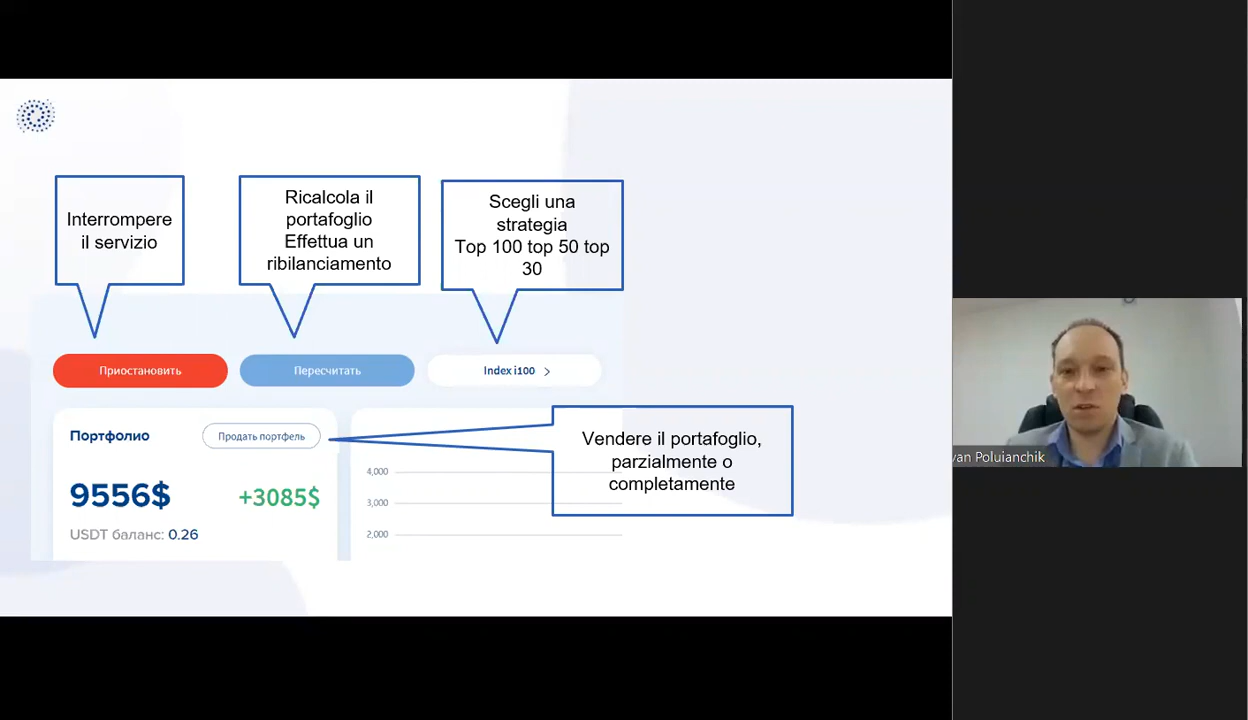 Interrompere
il servizio
Ricalcola il
portafoglio
Effettua un
ribilanciamento
Scegli una
strategia
Top 100 top 50 top
30
Приостановить
Пересчитать
Index i100 >
Портфолио
Продать портфель
9556$
+3085$
USDT баланс: 0.26
4,000
3,000
2,000
Vendere il portafoglio,
parzialmente o
completamente
van Poluianchik